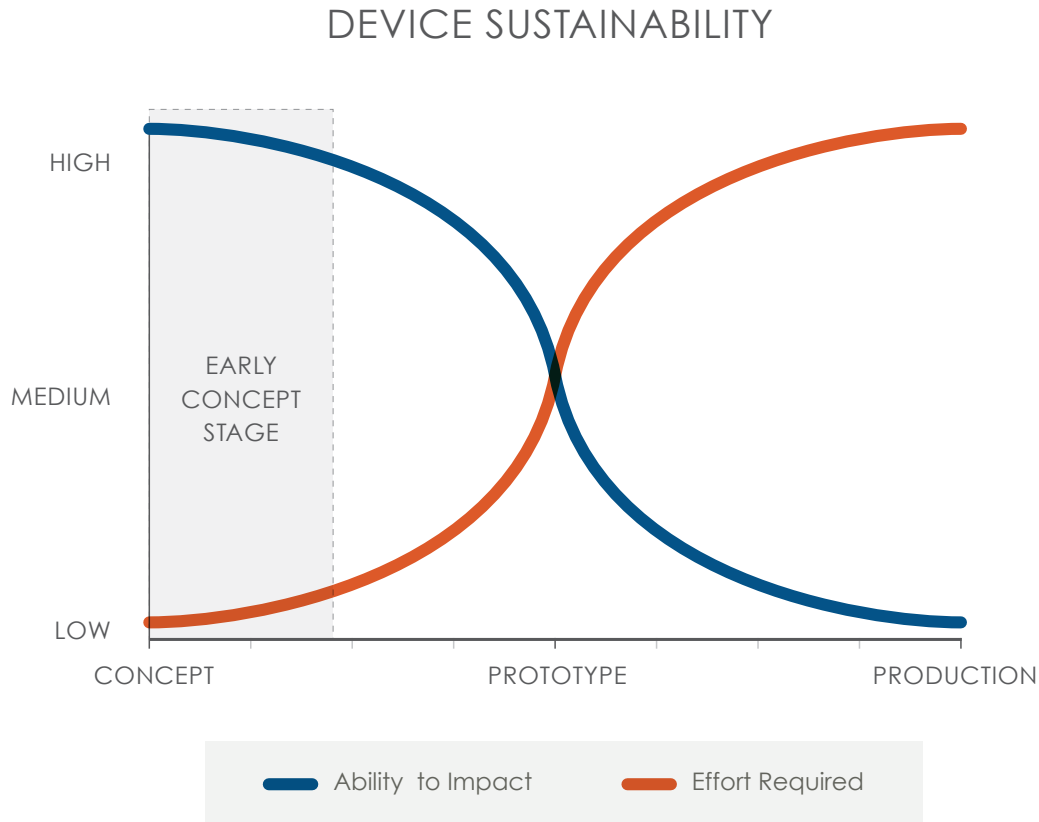 DEVICE SUSTAINABILITY
HIGH
EARLY
CONCEPT
STAGE
MEDIUM
LOW
CONCEPT
PROTOTYPE
PRODUCTION
Ability to Impact
Effort Required